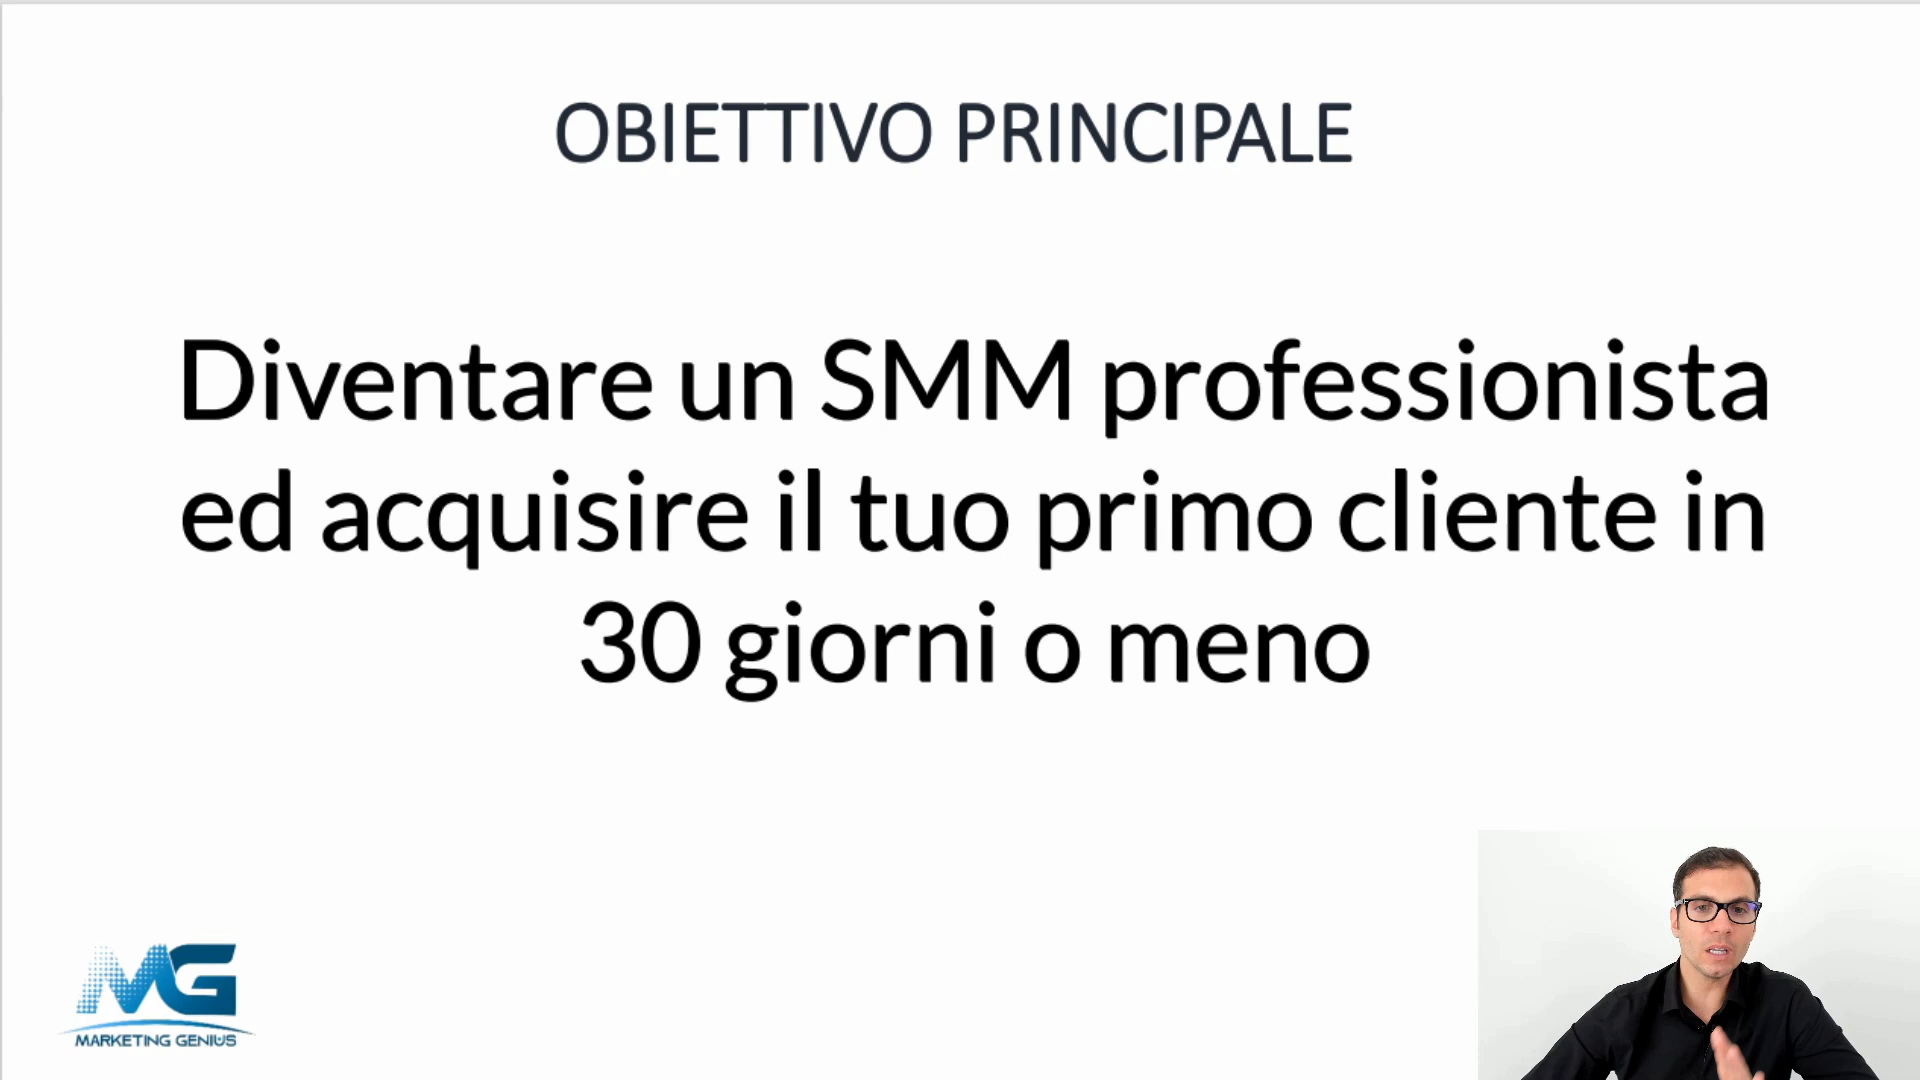 OBIETTIVO PRINCIPALE
Diventare un SMM professionista
ed acquisire il tuo primo cliente in
30 giorni o meno
MG
MARKETING GENIUS